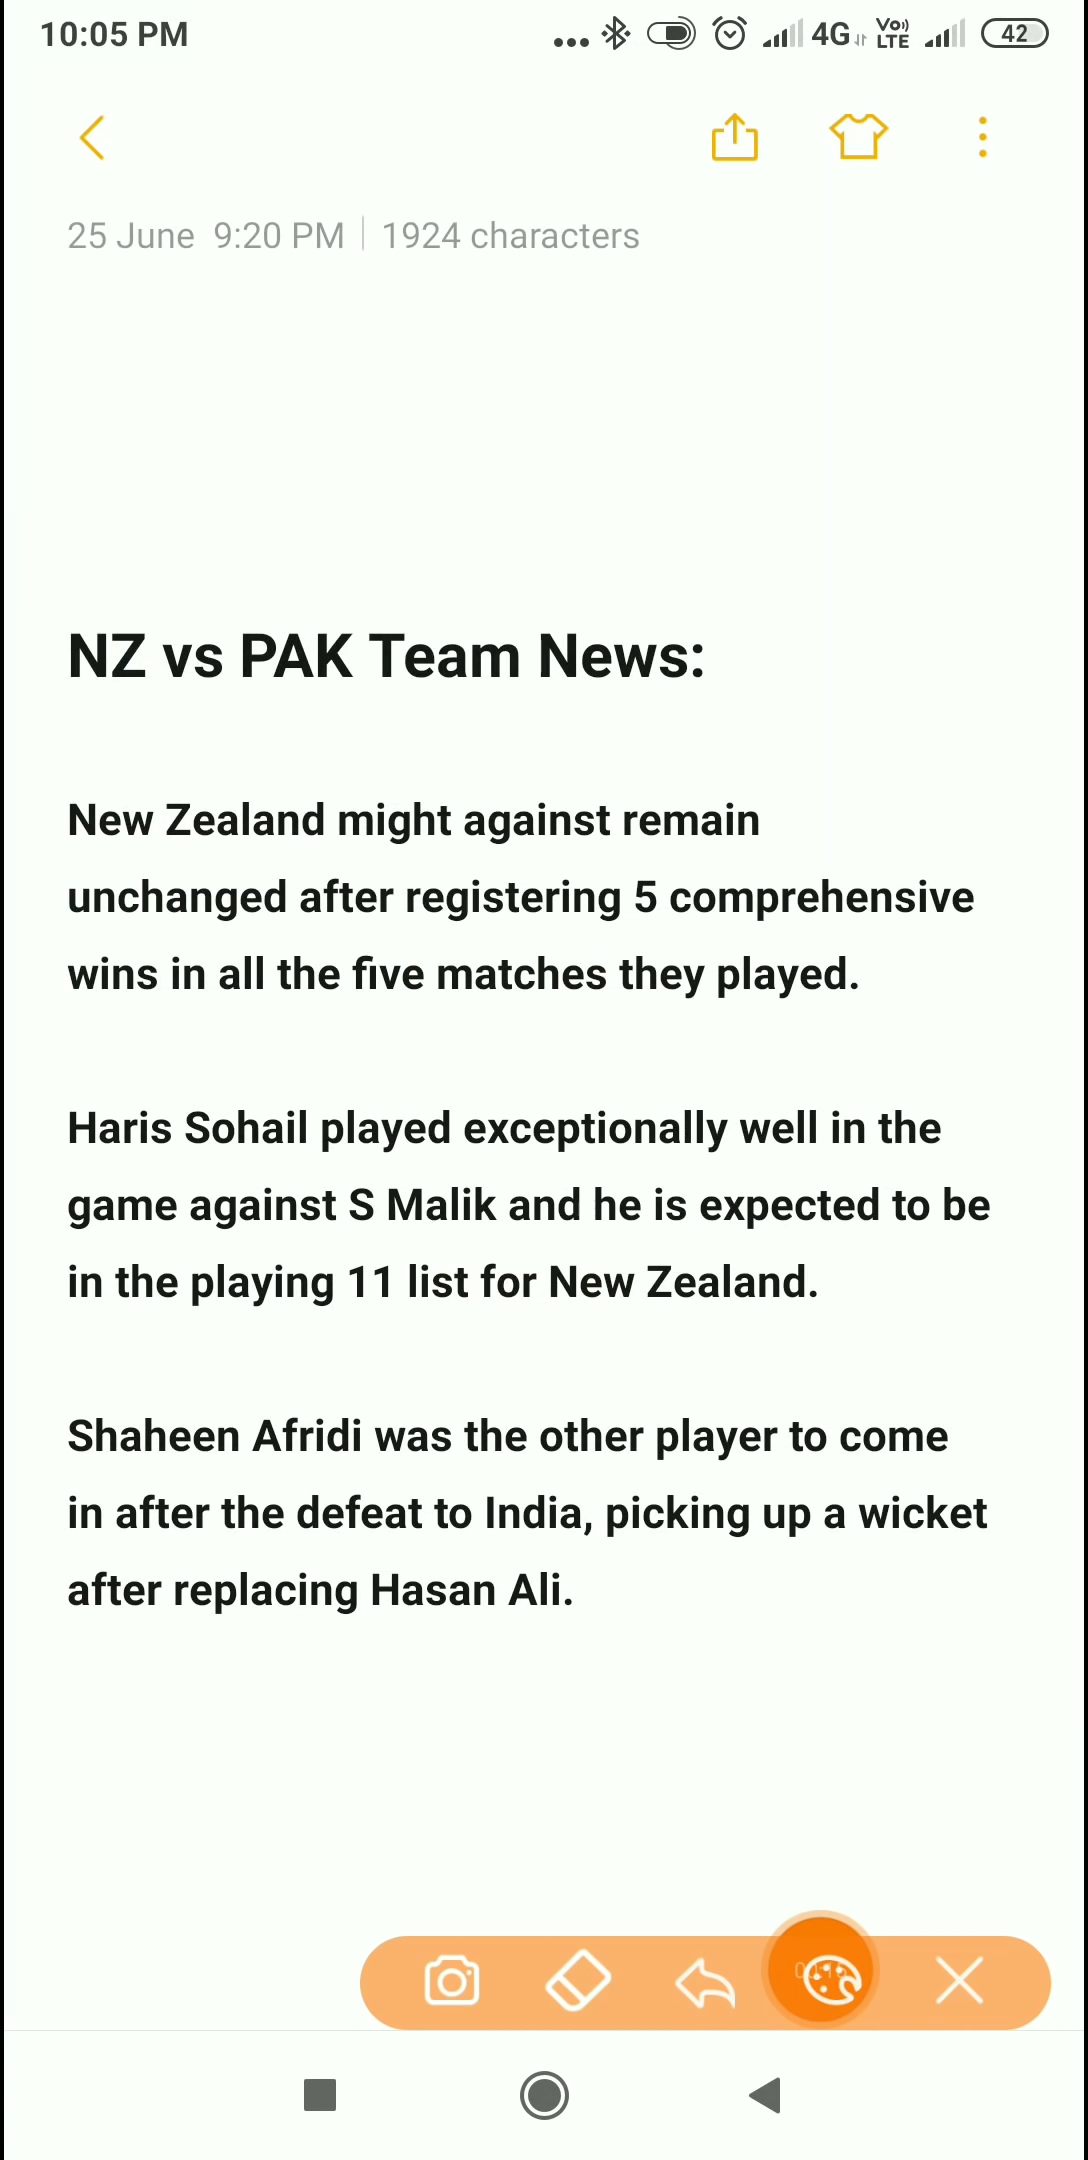 10:05 PM
4G
VoLTE
42
25 June 9:20 PM | 1924 characters
NZ vs PAK Team News:
New Zealand might against remain
unchanged after registering 5 comprehensive
wins in all the five matches they played.
Haris Sohail played exceptionally well in the
game against S Malik and he is expected to be
in the playing 11 list for New Zealand.
Shaheen Afridi was the other player to come
in after the defeat to India, picking up a wicket
after replacing Hasan Ali.